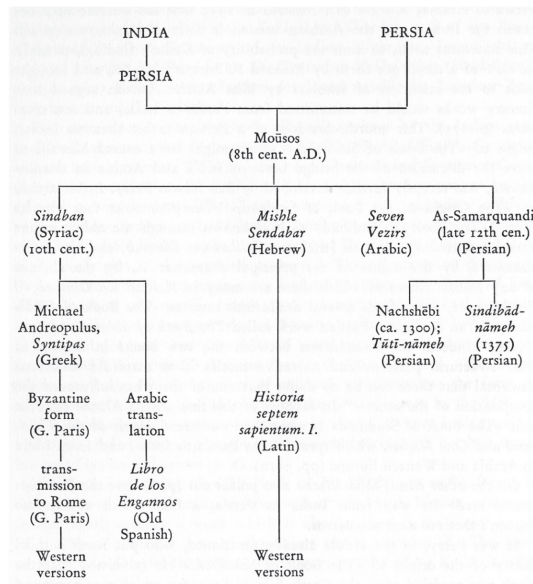 INDIA
PERSIA
PERSIA
Moūsos
(8th cent. A.D.)
Sindban
(Syriac)
(10th cent.)
Mishle
Sendabar
(Hebrew)
Seven
Vezirs
(Arabic)
As-Samarquandi
(late 12th cen.)
(Persian)
Michael
Andreopulus,
Syntipas
(Greek)
Nachshēbi
(ca. 1300);
Tūtī-nāmeh
(Persian)
Sindibād-
nāmeh
(1375)
(Persian)
Byzantine
form
(G. Paris)
Arabic
trans-
lation
Historia
septem
sapientum. I.
(Latin)
trans-
mission
to Rome
(G. Paris)
Libro
de los
Engannos
(Old
Spanish)
Western
versions
Western
versions